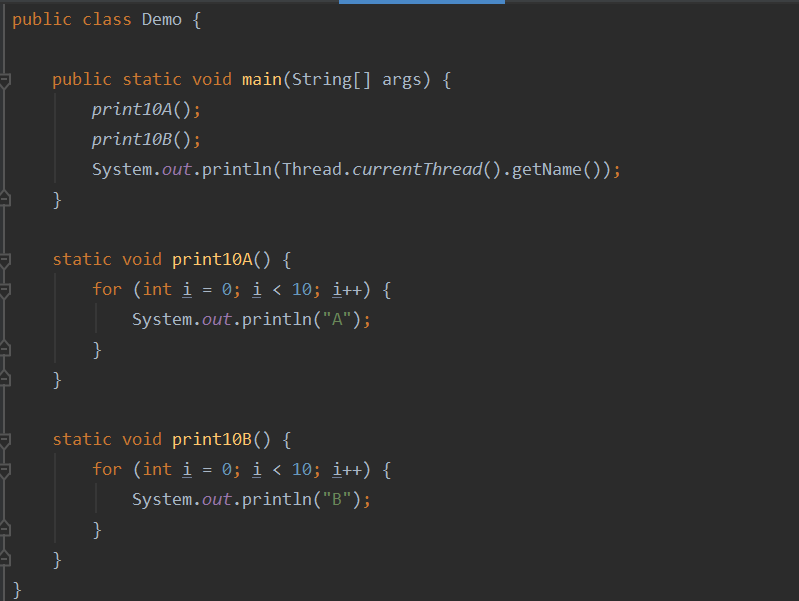 public class Demo {
public static void main(String[] args) {
print10A();
print10B();
System.out.println(Thread.currentThread().getName());
}
static void print10A() {
for (int i = 0; i < 10; i++) {
System.out.println("A");
}
}
static void print10B() {
for (int i = 0; i < 10; i++) {
System.out.println("B");
}
}
}